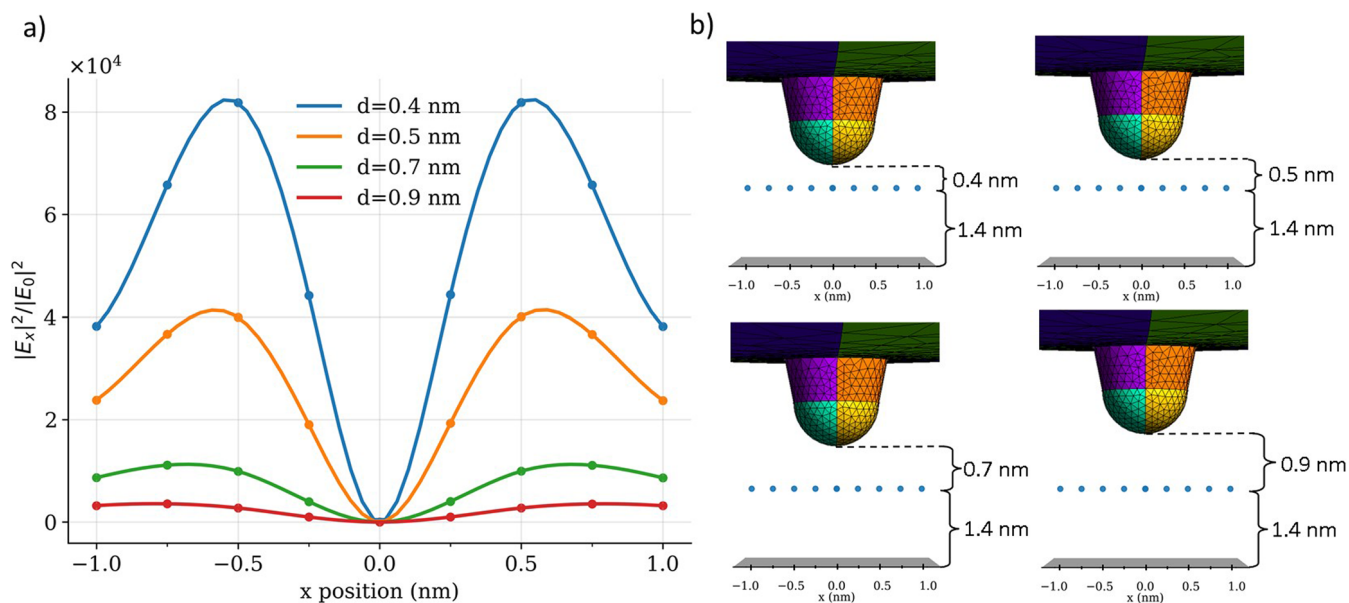 a)
×10⁴
|Eₓ|²/|E₀|²
8
6
4
2
0
d=0.4 nm
d=0.5 nm
d=0.7 nm
d=0.9 nm
−1.0 −0.5 0.0 0.5 1.0
x position (nm)
b)
0.4 nm
1.4 nm
−1.0 −0.5 0.0 0.5 1.0
x (nm)
0.5 nm
1.4 nm
−1.0 −0.5 0.0 0.5 1.0
x (nm)
0.7 nm
1.4 nm
−1.0 −0.5 0.0 0.5 1.0
x (nm)
0.9 nm
1.4 nm
−1.0 −0.5 0.0 0.5 1.0
x (nm)